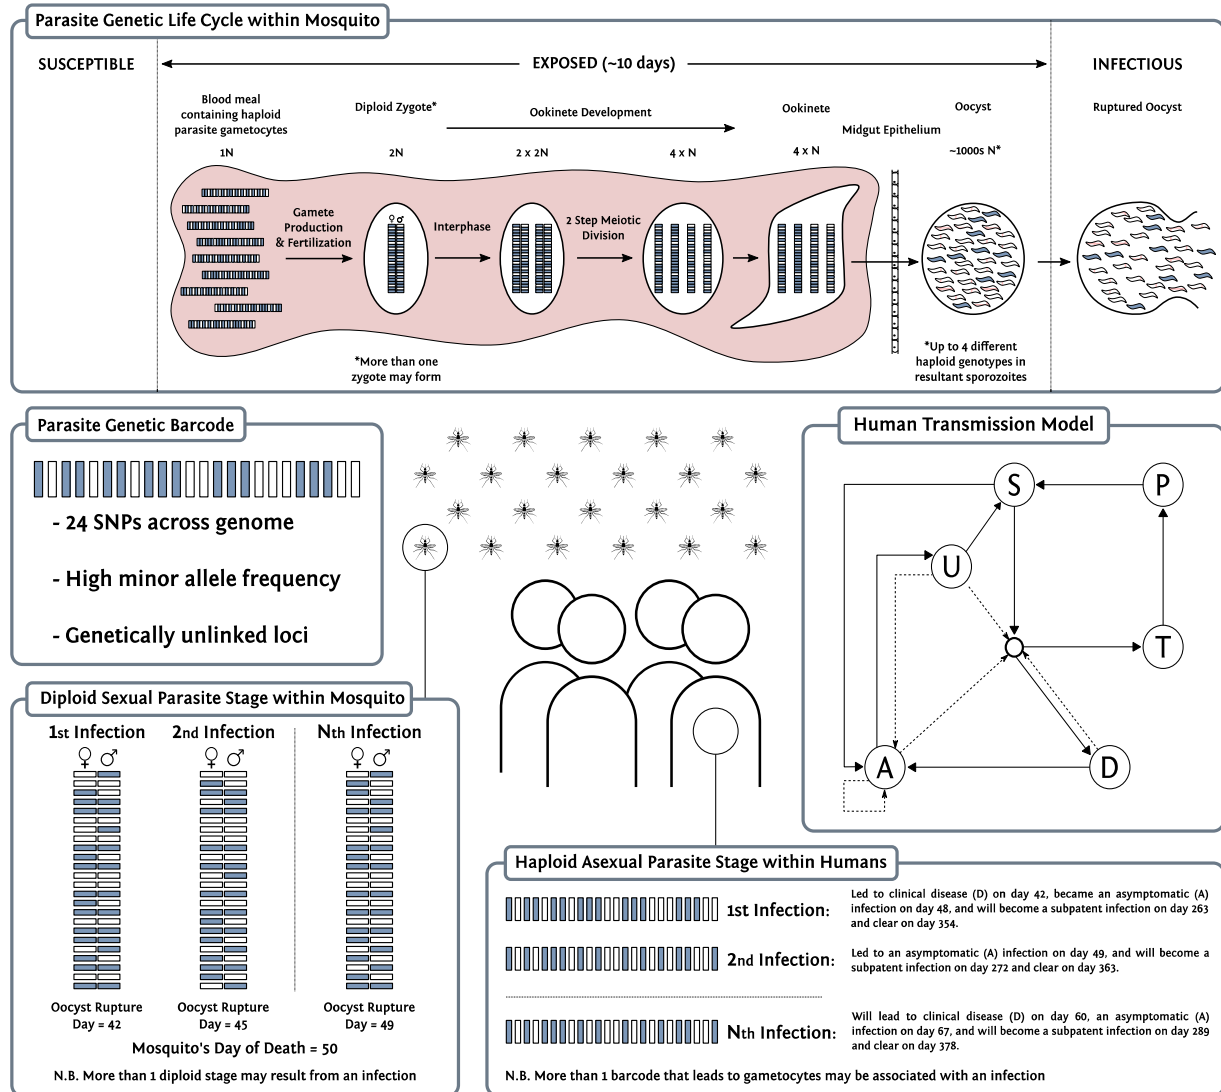 Parasite Genetic Life Cycle within Mosquito
SUSCEPTIBLE
EXPOSED (~10 days)
INFECTIOUS
Blood meal
containing haploid
parasite gametocytes
Diploid Zygote*
Ookinete Development
Ookinete
Midgut Epithelium
Oocyst
Ruptured Oocyst
1N
2N
2 x 2N
4 x N
4 x N
~1000s N*
Gamete
Production
& Fertilization
♀ ♂
Interphase
2 Step Meiotic
Division
*More than one
zygote may form
*Up to 4 different
haploid genotypes in
resultant sporozoites
Parasite Genetic Barcode
- 24 SNPs across genome
- High minor allele frequency
- Genetically unlinked loci
Human Transmission Model
S
P
U
T
A
D
Diploid Sexual Parasite Stage within Mosquito
1st Infection
2nd Infection
Nth Infection
♀ ♂
♀ ♂
♀ ♂
Oocyst Rupture
Day = 42
Oocyst Rupture
Day = 45
Oocyst Rupture
Day = 49
Mosquito's Day of Death = 50
N.B. More than 1 diploid stage may result from an infection
Haploid Asexual Parasite Stage within Humans
1st Infection:
Led to clinical disease (D) on day 42, became an asymptomatic (A)
infection on day 48, and will become a subpatent infection on day 263
and clear on day 354.
2nd Infection:
Led to an asymptomatic (A) infection on day 49, and will become a
subpatent infection on day 272 and clear on day 363.
Nth Infection:
Will lead to clinical disease (D) on day 60, an asymptomatic (A)
infection on day 67, and will become a subpatent infection on day 289
and clear on day 378.
N.B. More than 1 barcode that leads to gametocytes may be associated with an infection